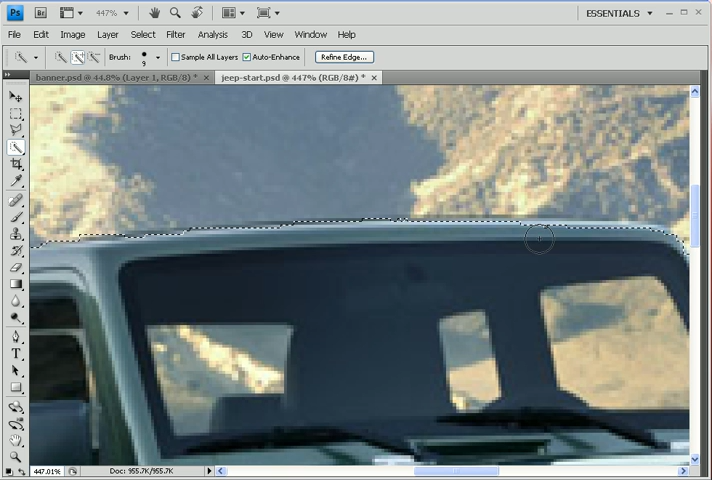 Ps Br 447% ESSENTIALS
File Edit Image Layer Select Filter Analysis 3D View Window Help
Brush: 9 Sample All Layers Auto-Enhance Refine Edge...
banner.psd @ 44.8% (Layer 1, RGB/8) * × jeep-start.psd @ 447% (RGB/8#) * ×
T
447.01% Doc: 955.7K/955.7K